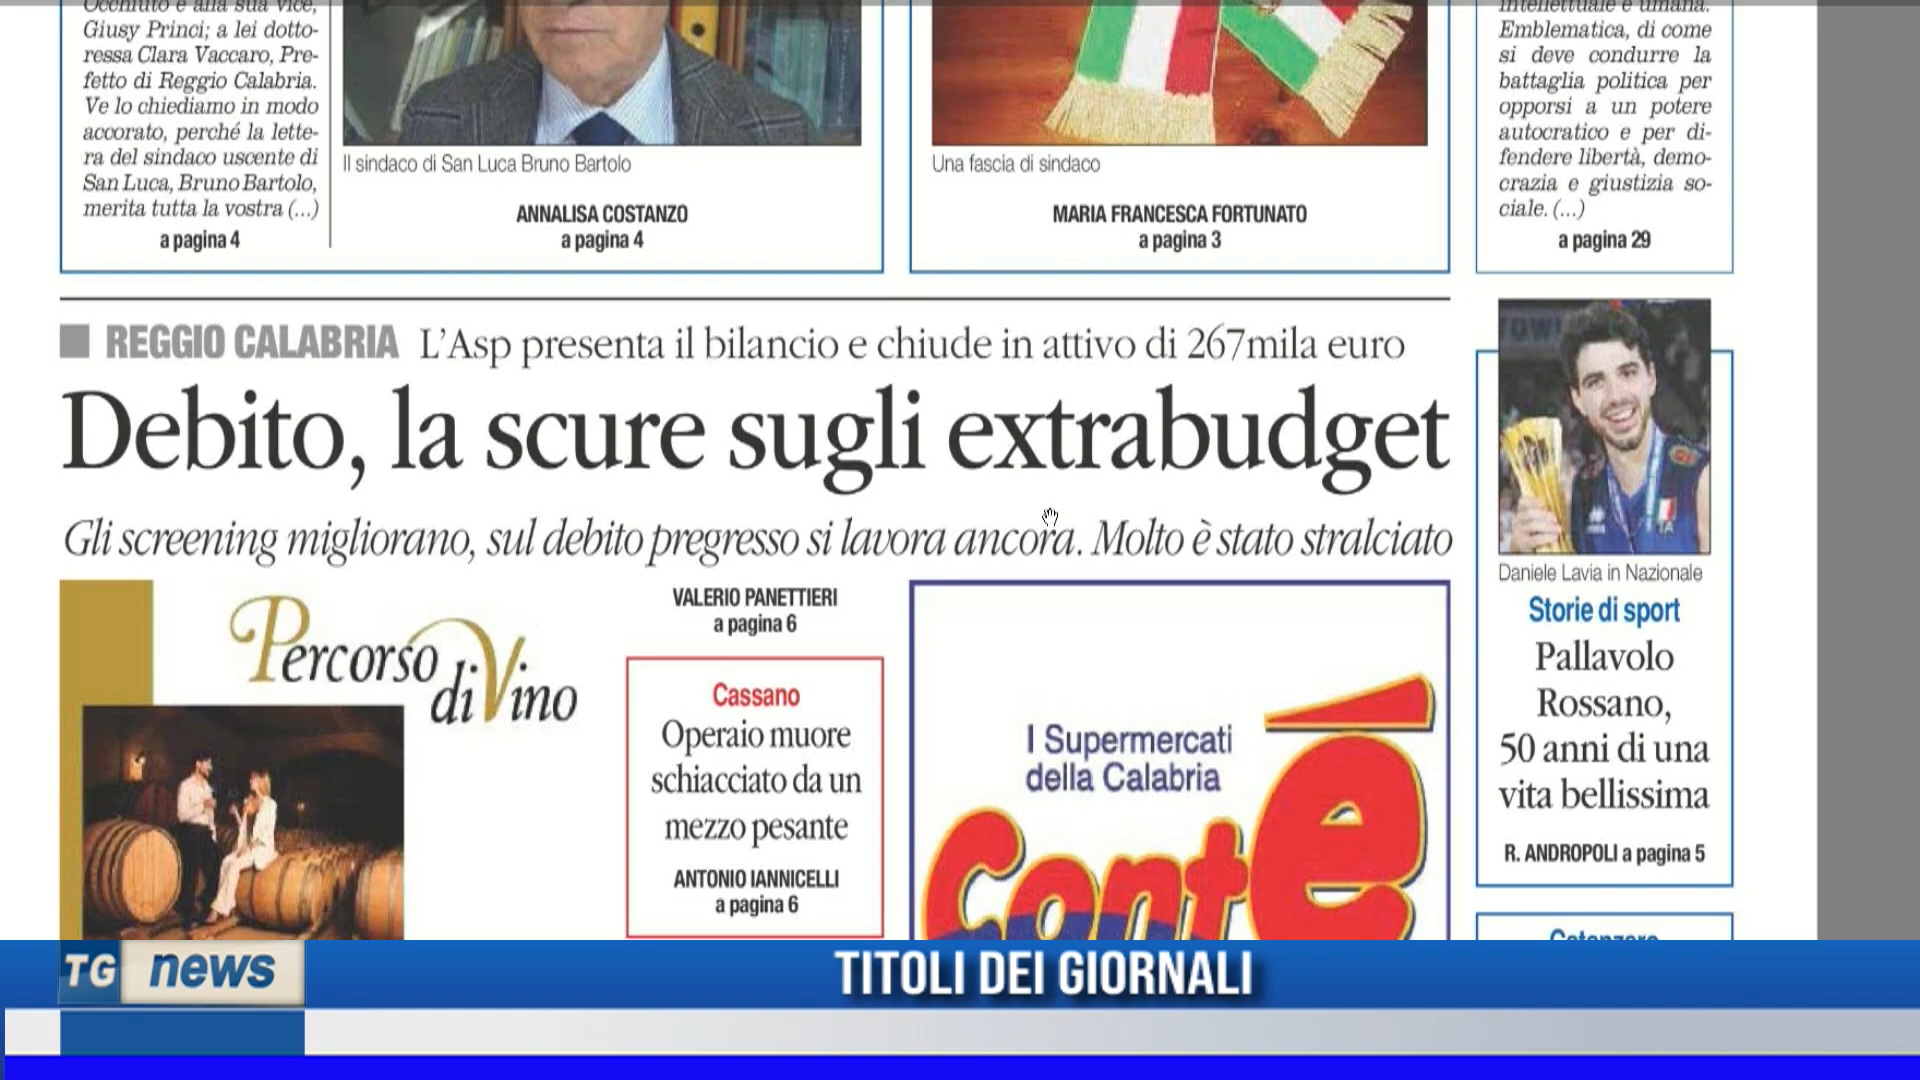 Occhiuto e alla sua vice,
Giusy Princi; a lei dotto-
ressa Clara Vaccaro, Pre-
fetto di Reggio Calabria.
Ve lo chiediamo in modo
accorato, perché la lette-
ra del sindaco uscente di
San Luca, Bruno Bartolo,
merita tutta la vostra (...)
a pagina 4
Il sindaco di San Luca Bruno Bartolo
ANNALISA COSTANZO
a pagina 4
Una fascia di sindaco
MARIA FRANCESCA FORTUNATO
a pagina 3
intellettuale e umana.
Emblematica, di come
si deve condurre la
battaglia politica per
opporsi a un potere
autocratico e per di-
fendere libertà, demo-
crazia e giustizia so-
ciale. (...)
a pagina 29
REGGIO CALABRIA L'Asp presenta il bilancio e chiude in attivo di 267mila euro
Debito, la scure sugli extrabudget
Gli screening migliorano, sul debito pregresso si lavora ancora. Molto è stato stralciato
Percorso
di Vino
VALERIO PANETTIERI
a pagina 6
Cassano
Operaio muore
schiacciato da un
mezzo pesante
ANTONIO IANNICELLI
a pagina 6
I Supermercati
della Calabria
Conté
ITA
Daniele Lavia in Nazionale
Storie di sport
Pallavolo
Rossano,
50 anni di una
vita bellissima
R. ANDROPOLI a pagina 5
Catanzaro
TG news
TITOLI DEI GIORNALI